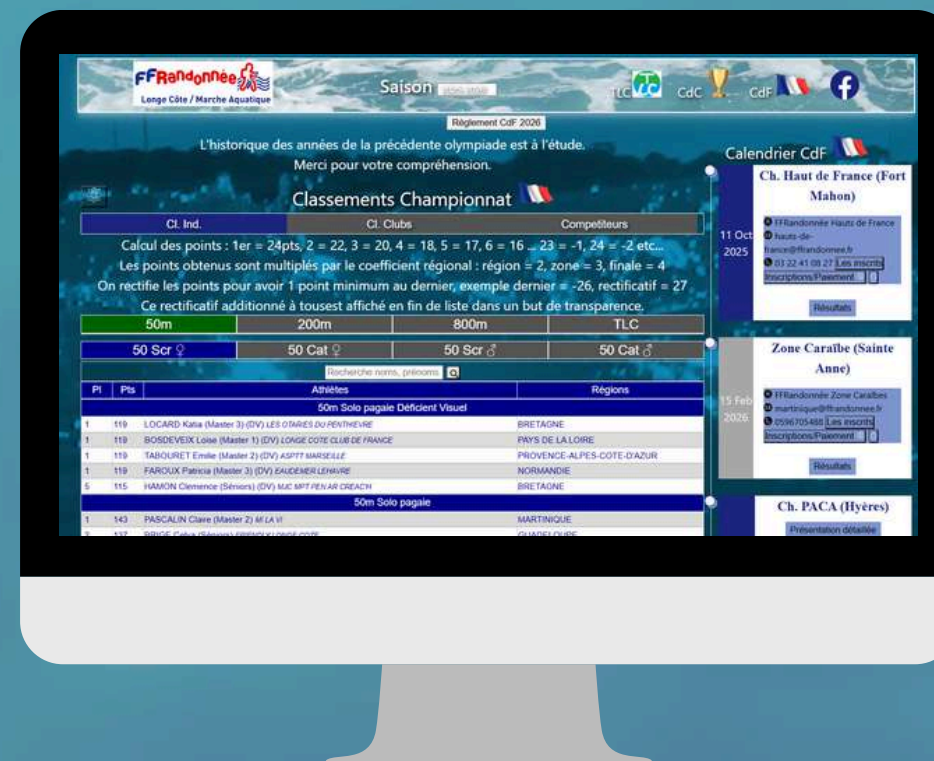 FFRandonnée
Longe Côte / Marche Aquatique
Saison
TLC TLC CdC CdF
Règlement CdF 2026
L'historique des années de la précédente olympiade est à l'étude.
Merci pour votre compréhension.
Classements Championnat
Cl. Ind. Cl. Clubs Competiteurs
Calcul des points : 1er = 24pts, 2 = 22, 3 = 20, 4 = 18, 5 = 17, 6 = 16 ... 23 = -1, 24 = -2 etc...
Les points obtenus sont multiplés par le coefficient régional : région = 2, zone = 3, finale = 4
On rectifie les points pour avoir 1 point minimum au dernier, exemple dernier = -26, rectificatif = 27
Ce rectificatif additionné à tousest affiché en fin de liste dans un but de transparence.
50m 200m 800m TLC
50 Scr ♀ 50 Cat ♀ 50 Scr ♂ 50 Cat ♂
Recherche noms, prénoms
Pl Pts Athlètes Régions
50m Solo pagaie Déficient Visuel
1 119 LOCARD Katia (Master 3) (DV) LES OTARIES DU PENTHIEVRE BRETAGNE
1 119 BOSDEVEIX Loise (Master 1) (DV) LONGE COTE CLUB DE FRANCE PAYS DE LA LOIRE
1 119 TABOURET Emilie (Master 2) (DV) ASPTT MARSEILLE PROVENCE-ALPES-COTE-D'AZUR
1 119 FAROUX Patricia (Master 3) (DV) EAUDEMER LEHAVRE NORMANDIE
5 115 HAMON Clemence (Séniors) (DV) MJC MPT PEN AR CREAC'H BRETAGNE
50m Solo pagaie
1 143 PASCALIN Claire (Master 2) MI LA VI MARTINIQUE
Calendrier CdF
11 Oct
2025
Ch. Haut de France (Fort
Mahon)
FFRandonnée Hauts de France
hauts-de-
france@ffrandonnee.fr
03 22 41 08 27 Les inscrits
Inscriptions/Paiement
Résultats
15 Feb
2026
Zone Caraïbe (Sainte
Anne)
FFRandonnée Zone Caraïbes
martinique@ffrandonnee.fr
0596705488 Les inscrits
Inscriptions/Paiement
Résultats
Ch. PACA (Hyères)
Présentation détaillée